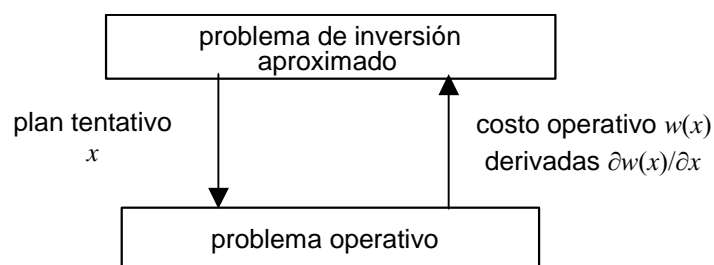 problema de inversión
aproximado
plan tentativo
x
costo operativo w(x)
derivadas ∂w(x)/∂x
problema operativo